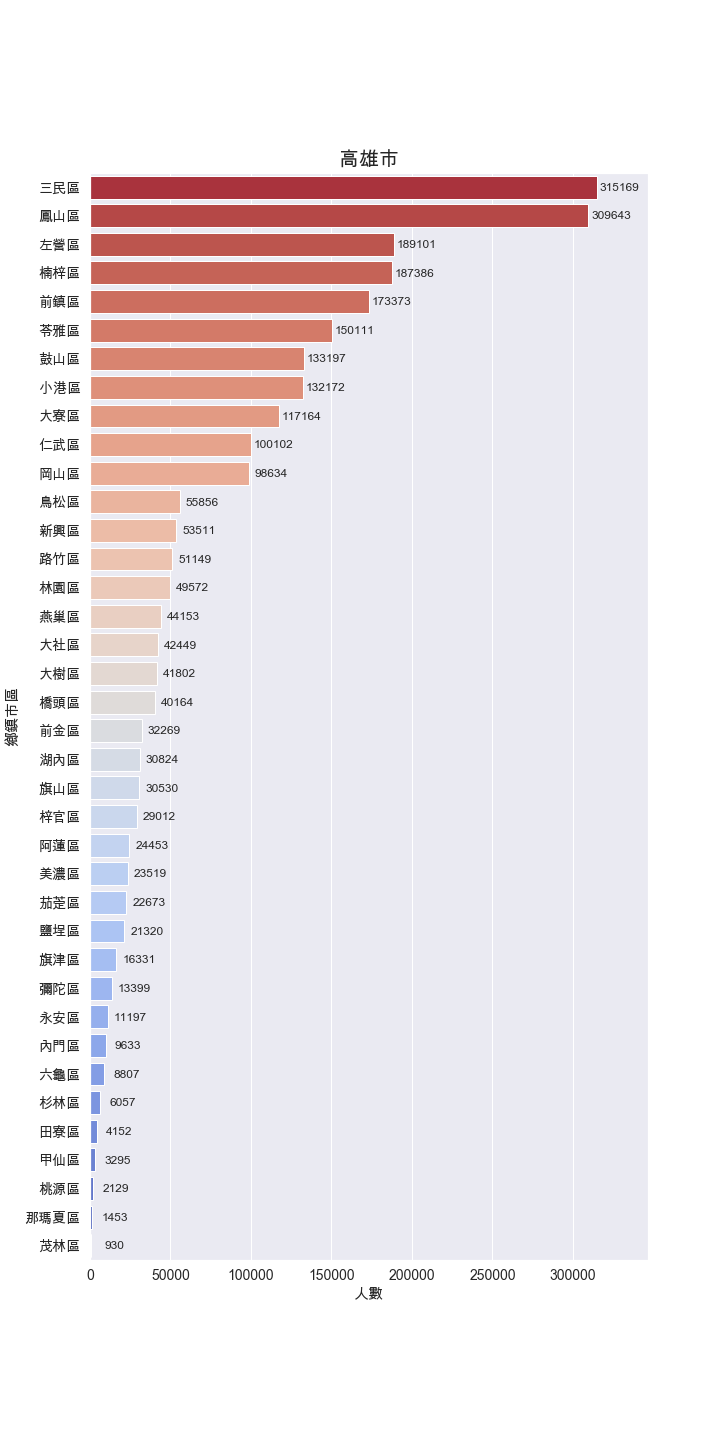 高雄市
三民區 315169
鳳山區 309643
左營區 189101
楠梓區 187386
前鎮區 173373
苓雅區 150111
鼓山區 133197
小港區 132172
大寮區 117164
仁武區 100102
岡山區 98634
鳥松區 55856
新興區 53511
路竹區 51149
林園區 49572
燕巢區 44153
大社區 42449
大樹區 41802
橋頭區 40164
前金區 32269
湖內區 30824
旗山區 30530
梓官區 29012
阿蓮區 24453
美濃區 23519
茄萣區 22673
鹽埕區 21320
旗津區 16331
彌陀區 13399
永安區 11197
內門區 9633
六龜區 8807
杉林區 6057
田寮區 4152
甲仙區 3295
桃源區 2129
那瑪夏區 1453
茂林區 930
鄉鎮市區
0 50000 100000 150000 200000 250000 300000
人數